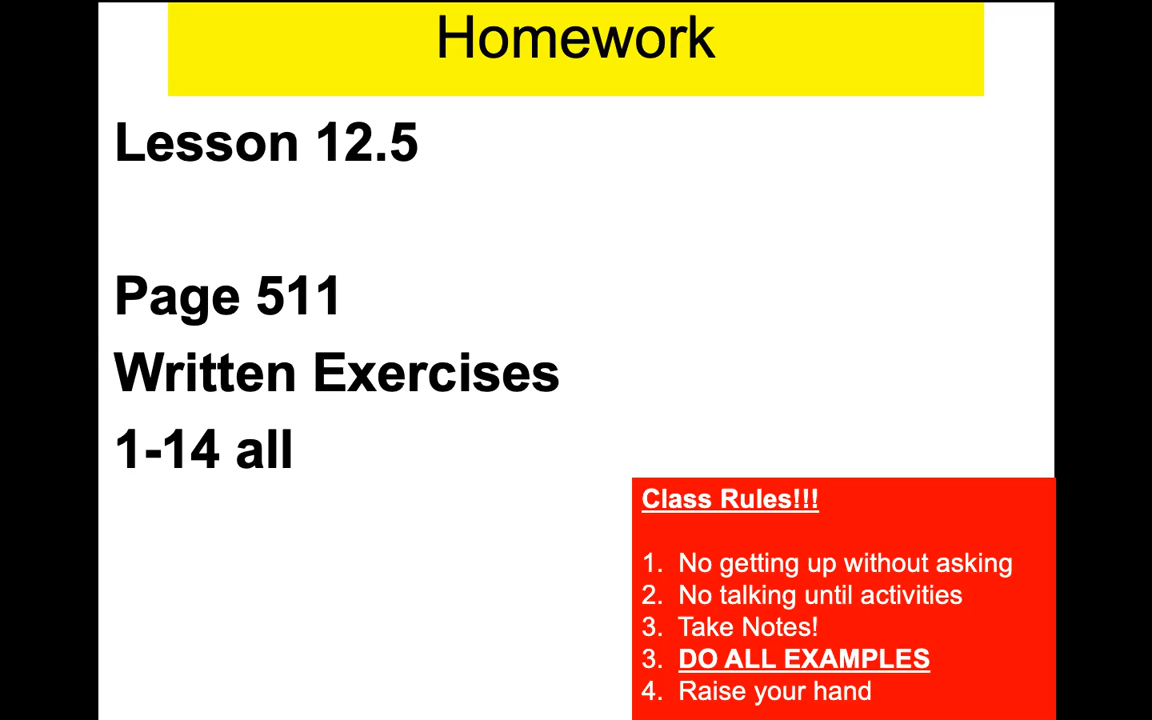 Homework
Lesson 12.5
Page 511
Written Exercises
1-14 all
Class Rules!!!
1. No getting up without asking
2. No talking until activities
3. Take Notes!
3. DO ALL EXAMPLES
4. Raise your hand